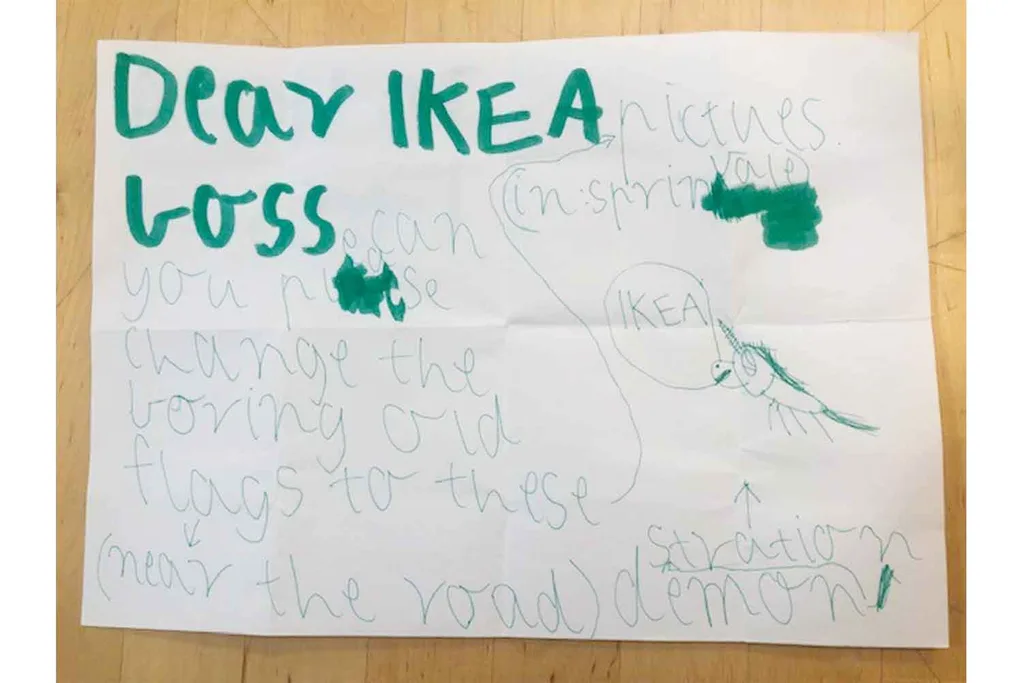 Dear IKEA
boss can
you please
change the
boring old
flags to these
(near the road)
pictures.
(in:sprinvale)
IKEA
stration
demon